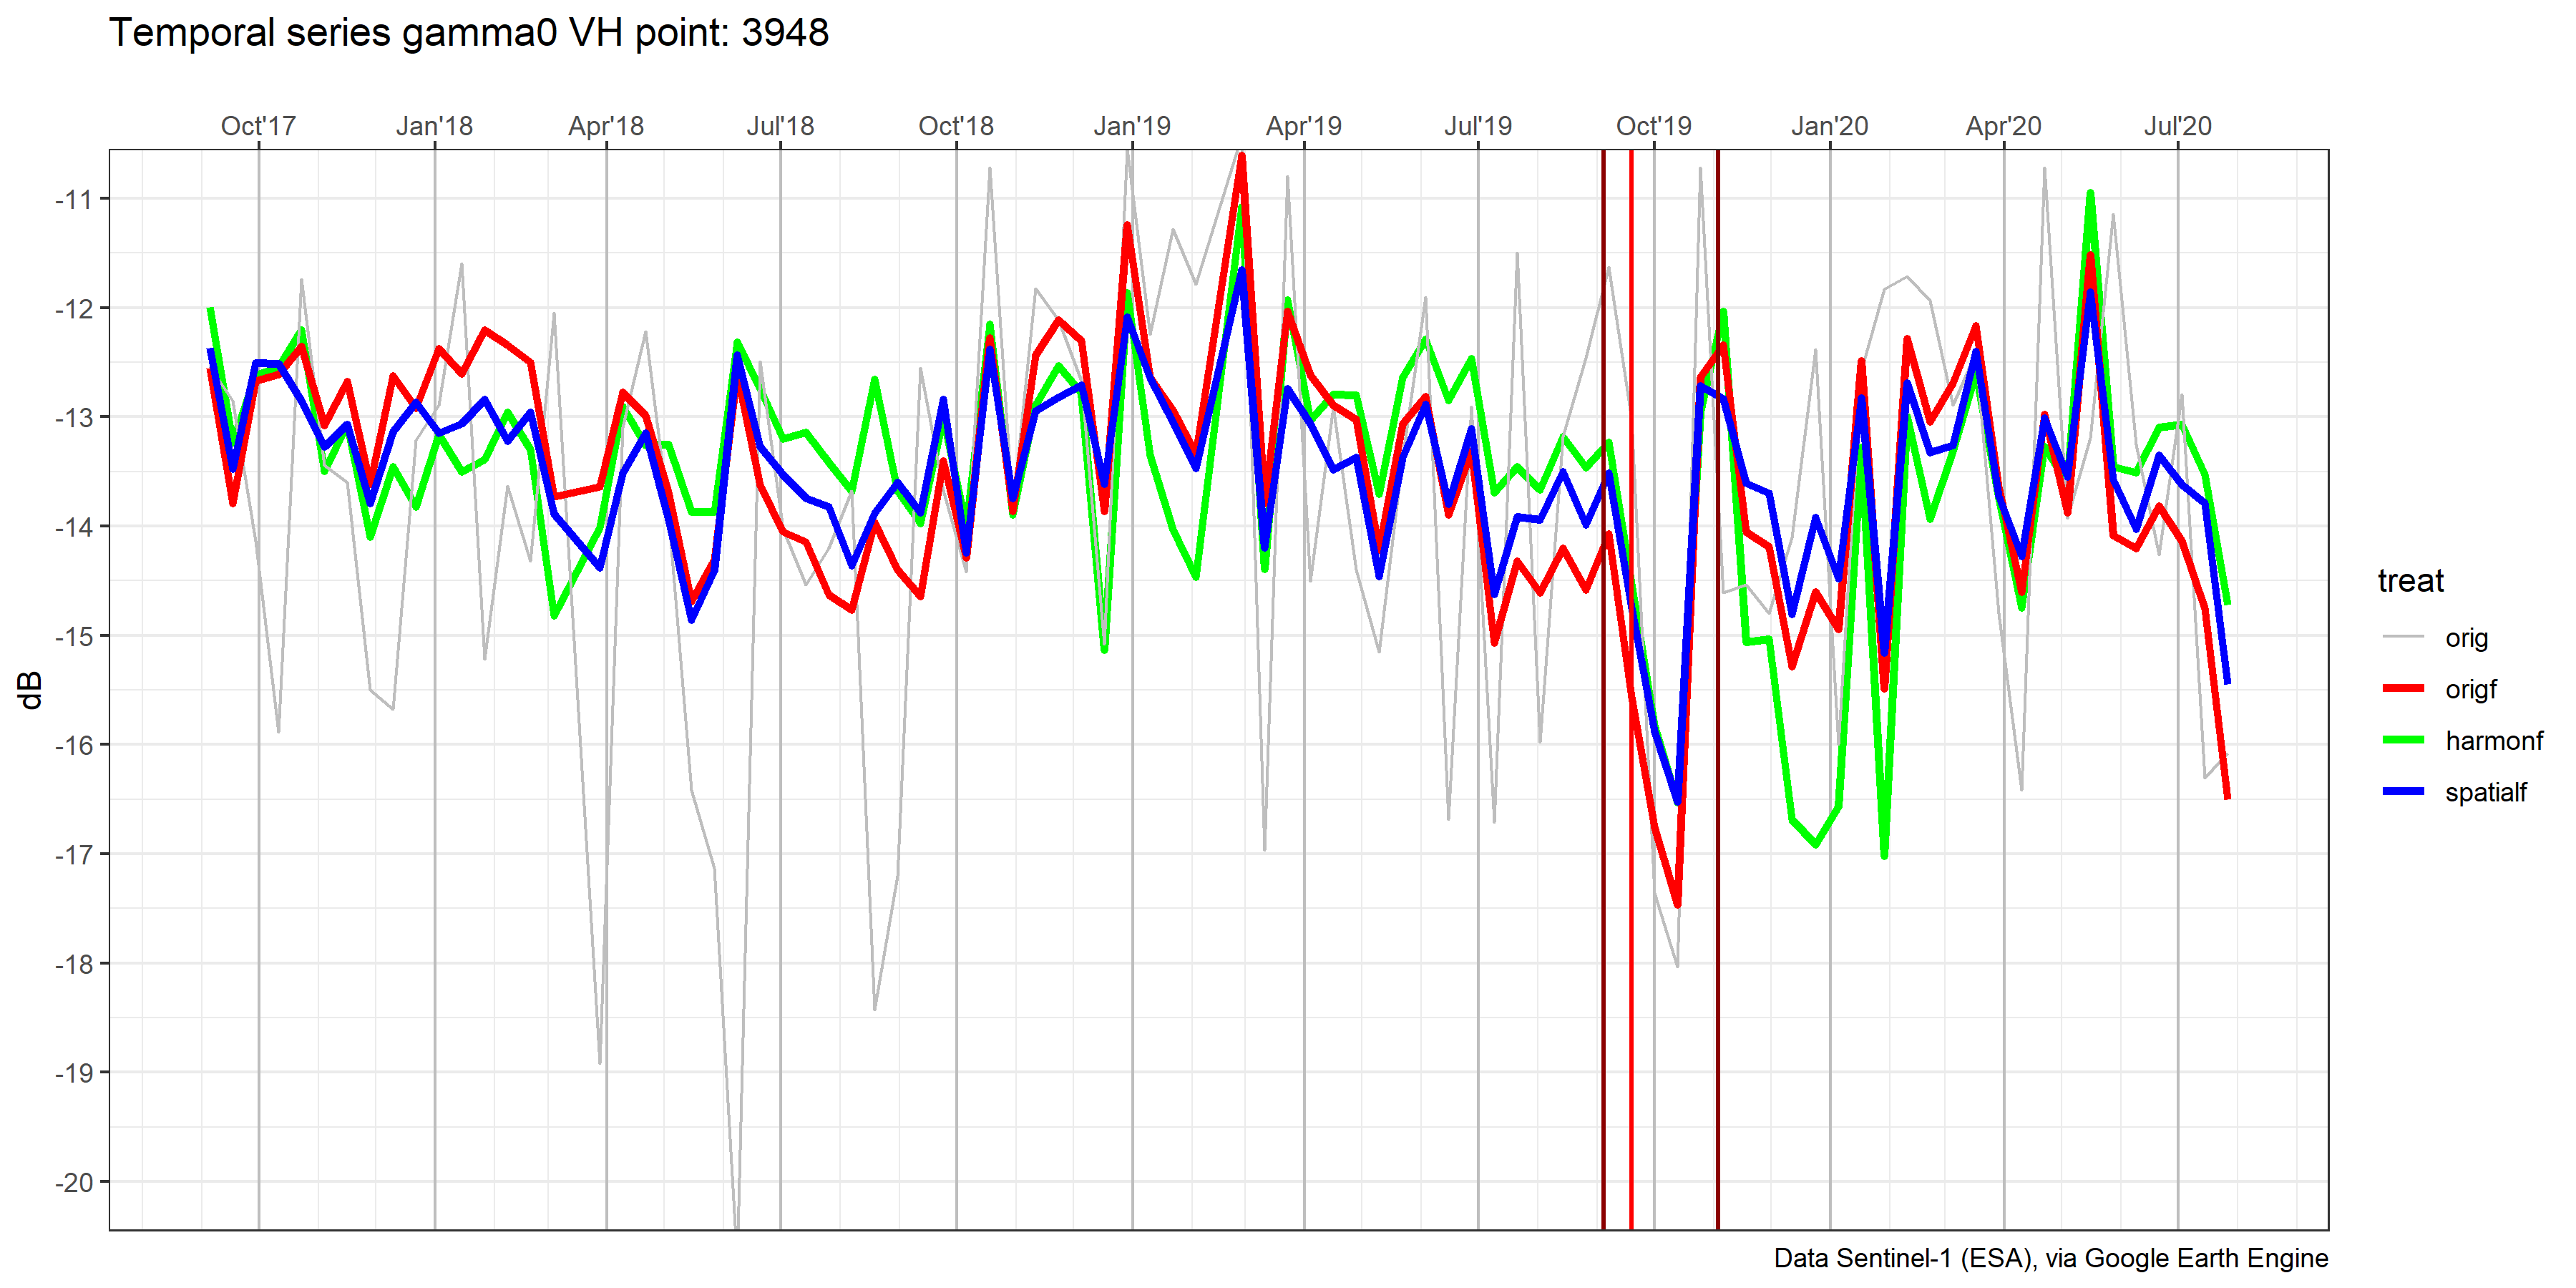 Temporal series gamma0 VH point: 3948
Oct'17 Jan'18 Apr'18 Jul'18 Oct'18 Jan'19 Apr'19 Jul'19 Oct'19 Jan'20 Apr'20 Jul'20
-11
-12
-13
-14
-15
-16
-17
-18
-19
-20
dB
treat
orig
origf
harmonf
spatialf
Data Sentinel-1 (ESA), via Google Earth Engine